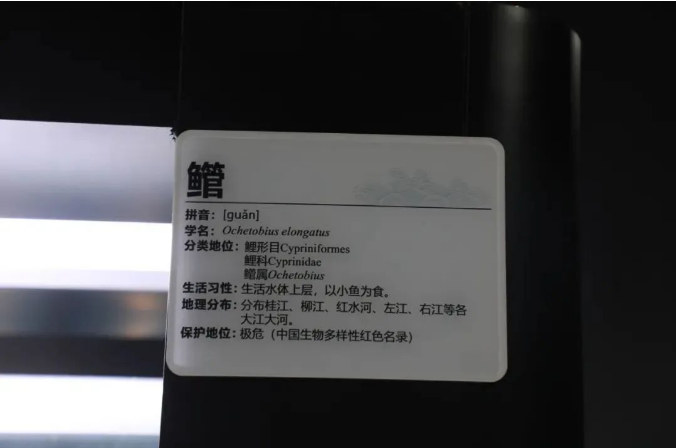 鳤
拼音：[guǎn]
学名：Ochetobius elongatus
分类地位：鲤形目Cypriniformes
鲤科Cyprinidae
鳤属Ochetobius
生活习性：生活水体上层，以小鱼为食。
地理分布：分布桂江、柳江、红水河、左江、右江等各
大江大河。
保护地位：极危（中国生物多样性红色名录）